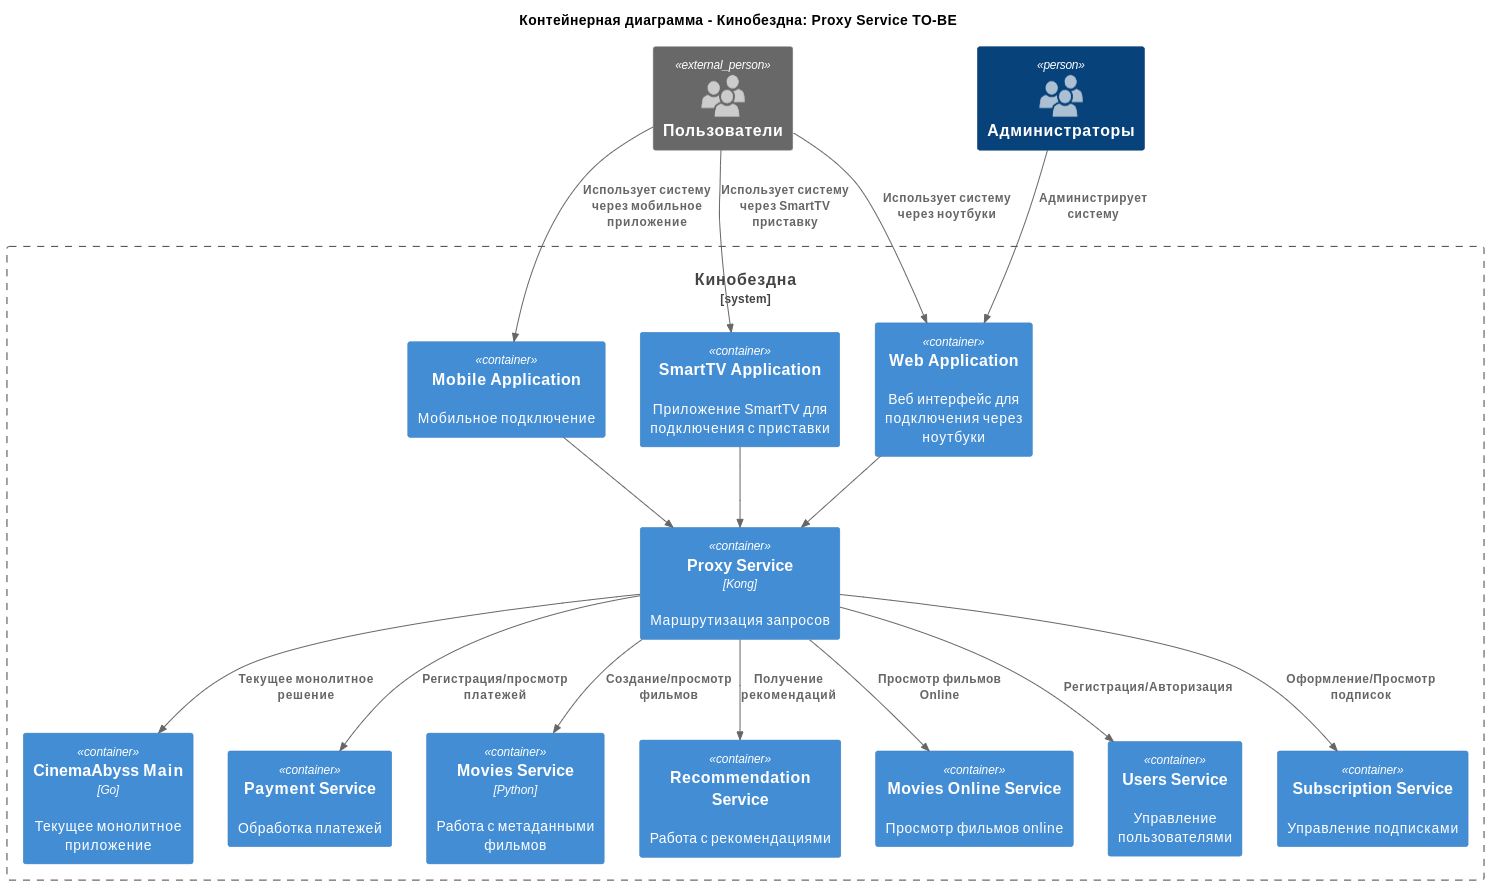 Контейнерная диаграмма - Кинобездна: Proxy Service TO-BE
«external_person»
Пользователи
«person»
Администраторы
Использует систему
через мобильное
приложение
Использует систему
через SmartTV
приставку
Использует систему
через ноутбуки
Администрирует
систему
Кинобездна
[system]
«container»
Mobile Application
Мобильное подключение
«container»
SmartTV Application
Приложение SmartTV для
подключения с приставки
«container»
Web Application
Веб интерфейс для
подключения через
ноутбуки
«container»
Proxy Service
[Kong]
Маршрутизация запросов
Текущее монолитное
решение
Регистрация/просмотр
платежей
Создание/просмотр
фильмов
Получение
рекомендаций
Просмотр фильмов
Online
Регистрация/Авторизация
Оформление/Просмотр
подписок
«container»
CinemaAbyss Main
[Go]
Текущее монолитное
приложение
«container»
Payment Service
Обработка платежей
«container»
Movies Service
[Python]
Работа с метаданными
фильмов
«container»
Recommendation
Service
Работа с рекомендациями
«container»
Movies Online Service
Просмотр фильмов online
«container»
Users Service
Управление
пользователями
«container»
Subscription Service
Управление подписками